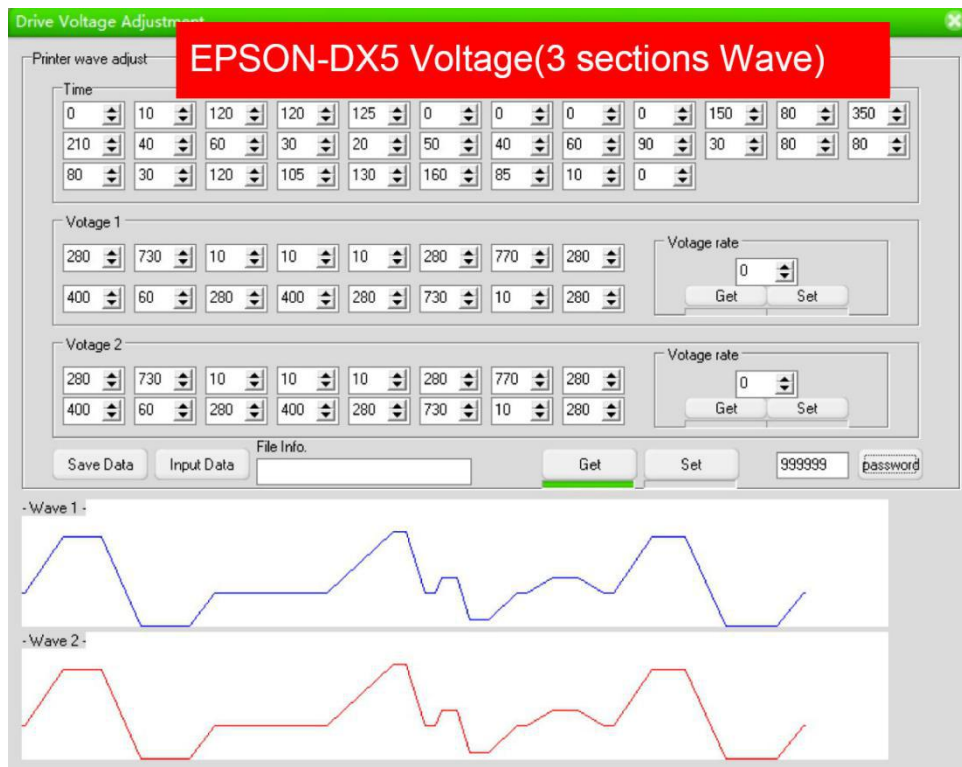 Drive Voltage Adjustment
EPSON-DX5 Voltage(3 sections Wave)
Printer wave adjust
Time
0 10 120 120 125 0 0 0 0 150 80 350
210 40 60 30 20 50 40 60 90 30 80 80
80 30 120 105 130 160 85 10 0
Votage 1
280 730 10 10 10 280 770 280
400 60 280 400 280 730 10 280
Votage rate
0
Get Set
Votage 2
280 730 10 10 10 280 770 280
400 60 280 400 280 730 10 280
Votage rate
0
Get Set
Save Data Input Data File Info. Get Set 999999 password
- Wave 1 -
- Wave 2 -